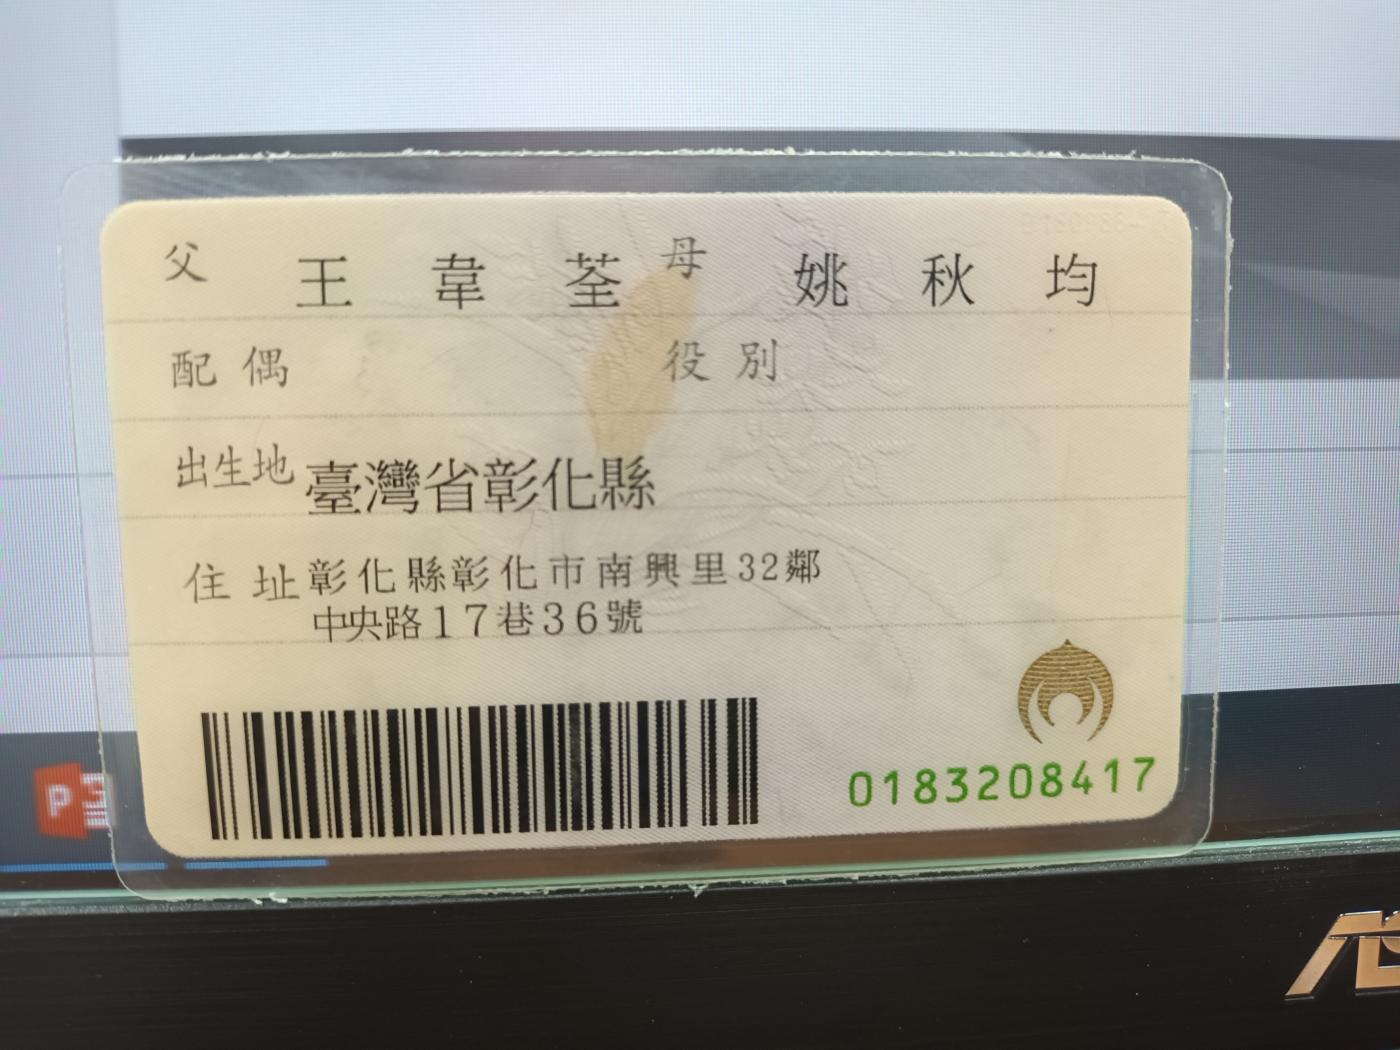 父 王韋荃 母 姚秋均
配偶 役別
出生地 臺灣省彰化縣
住址 彰化縣彰化市南興里32鄰
中央路17巷36號
0183208417
P